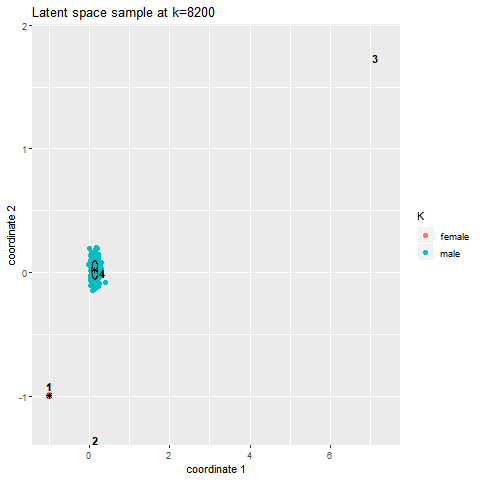 Latent space sample at k=8200
2
3
1
K
female
male
coordinate 2
0
4
-1
1
2
0
2
4
6
coordinate 1